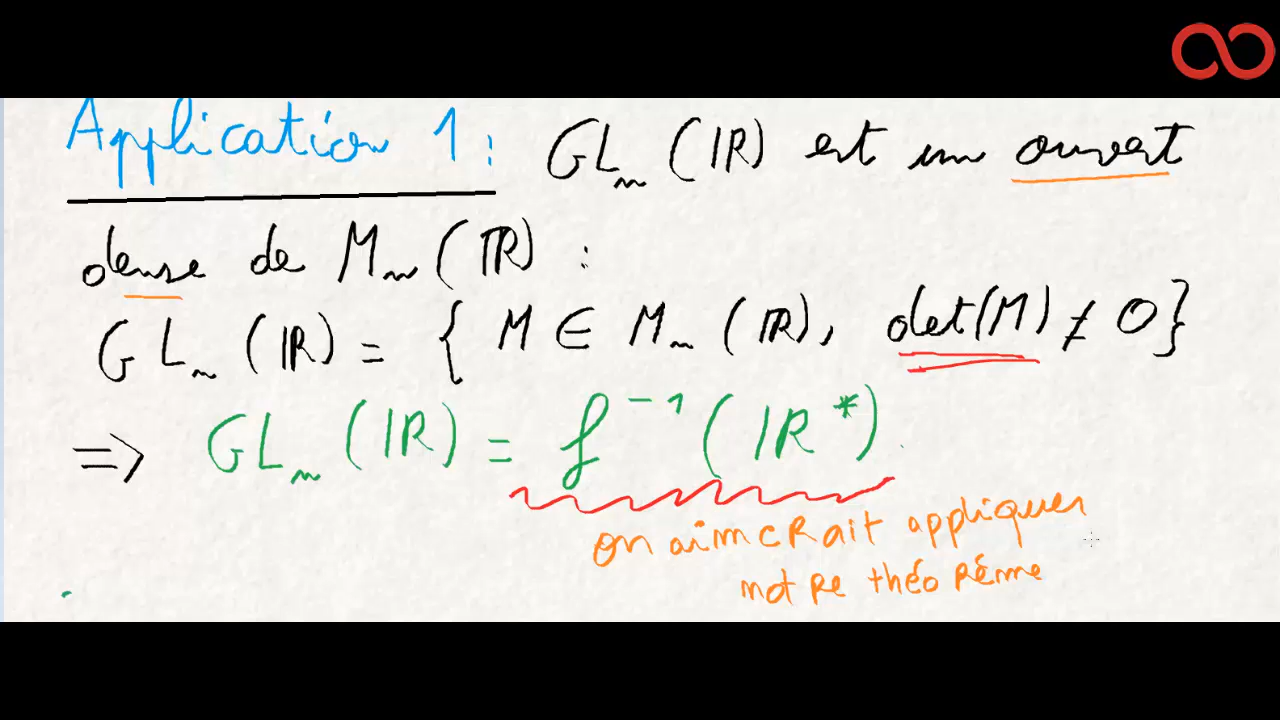 Application 1 : GLn (IR) est un ouvert
dense de Mn (IR) :
GLn (IR) = { M ∈ Mn (IR), det(M) ≠ 0 }
=> GLn (IR) = f⁻¹ (IR*)
on aimerait appliquer
notre théorème